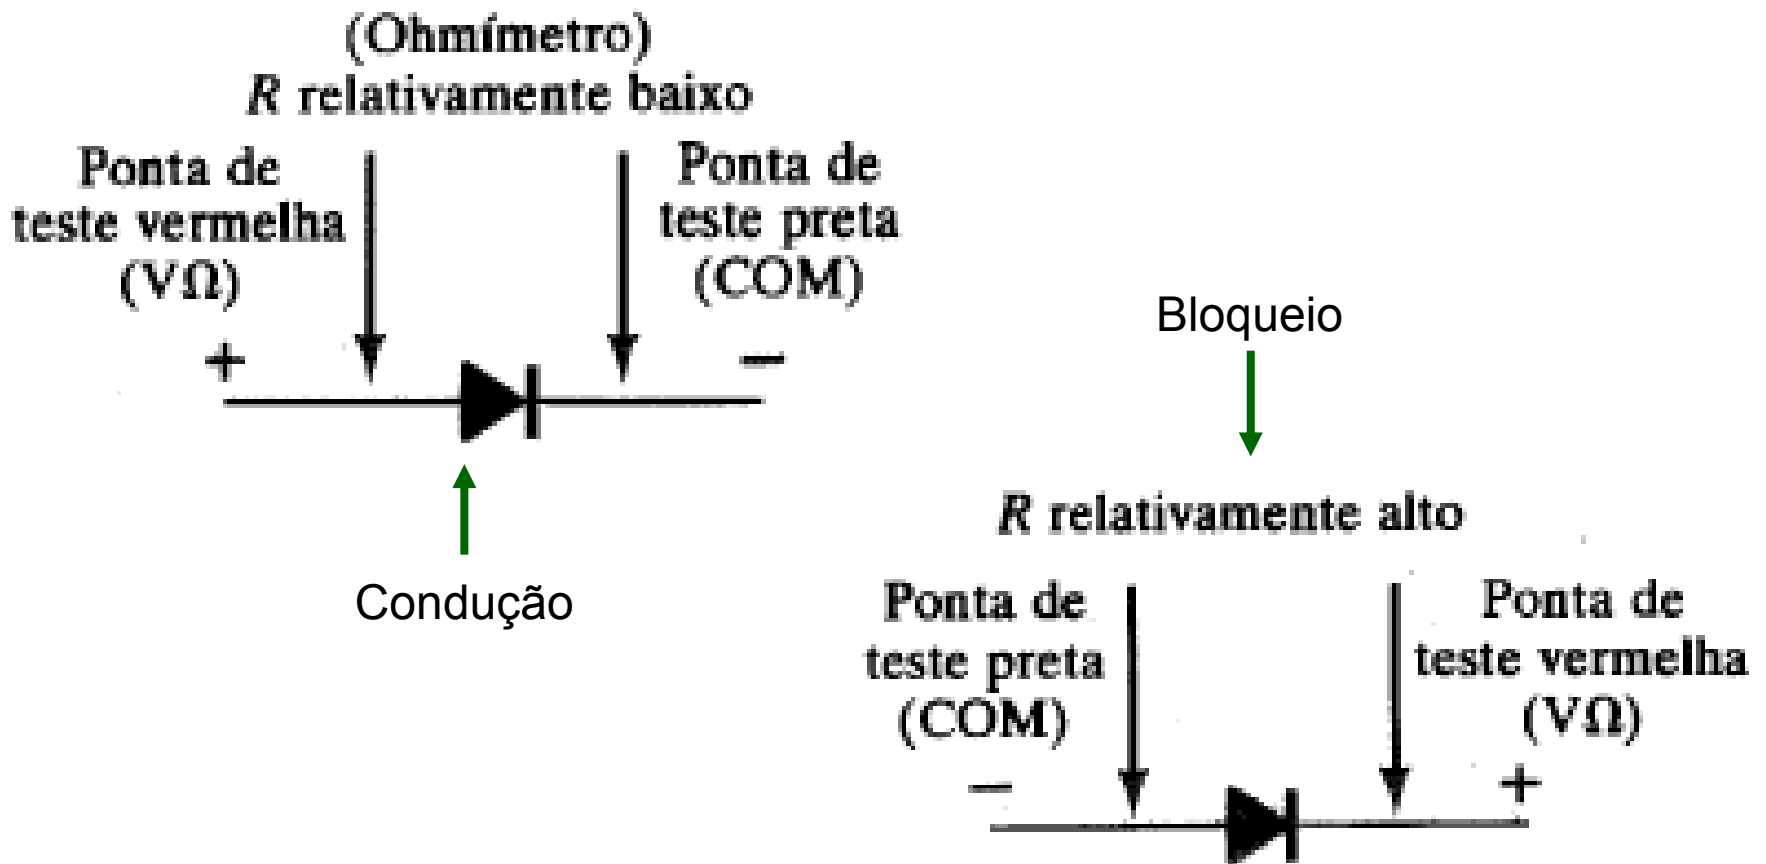 (Ohmímetro)
R relativamente baixo
Ponta de
teste vermelha
(VΩ)
Ponta de
teste preta
(COM)
+
−
Condução
Bloqueio
R relativamente alto
Ponta de
teste preta
(COM)
Ponta de
teste vermelha
(VΩ)
−
+